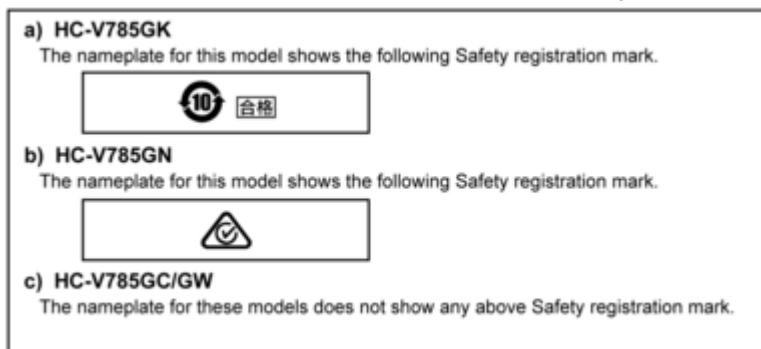 a) HC-V785GK
The nameplate for this model shows the following Safety registration mark.
10 合格
b) HC-V785GN
The nameplate for this model shows the following Safety registration mark.
c) HC-V785GC/GW
The nameplate for these models does not show any above Safety registration mark.